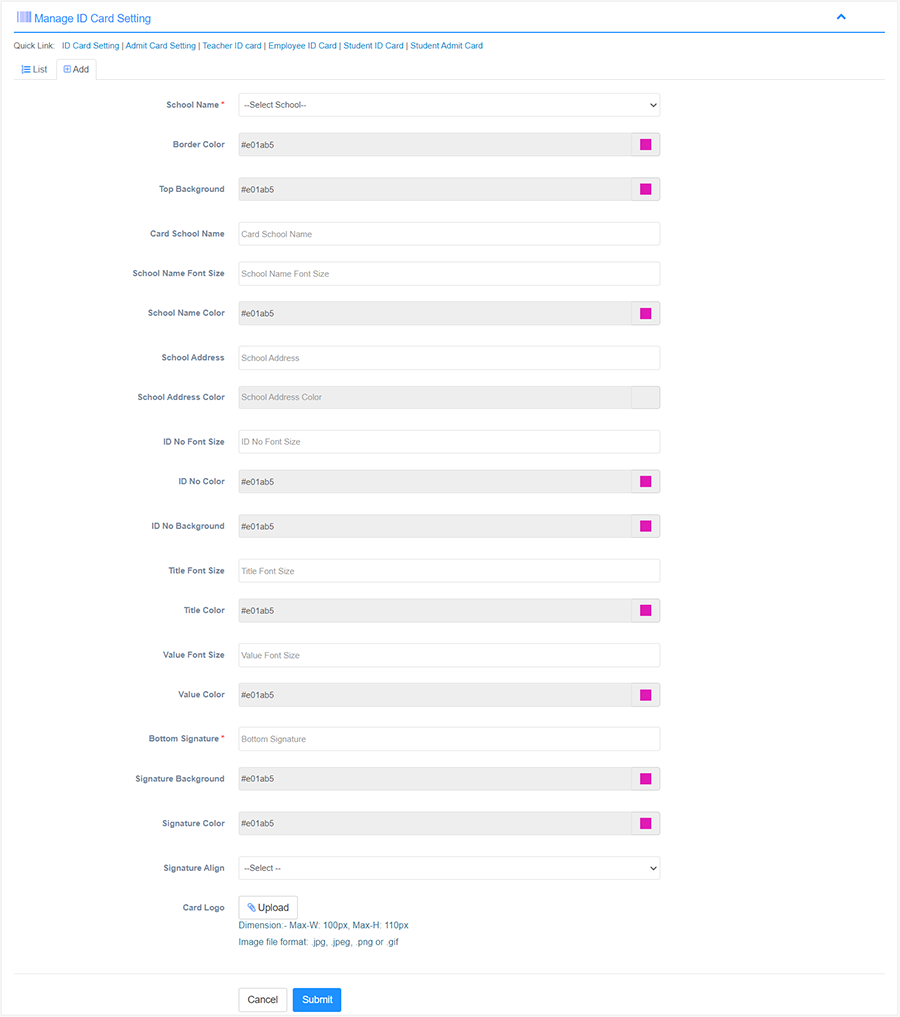 Manage ID Card Setting
Quick Link: ID Card Setting | Admit Card Setting | Teacher ID card | Employee ID Card | Student ID Card | Student Admit Card
List Add
School Name * --Select School--
Border Color #e01ab5
Top Background #e01ab5
Card School Name Card School Name
School Name Font Size School Name Font Size
School Name Color #e01ab5
School Address School Address
School Address Color School Address Color
ID No Font Size ID No Font Size
ID No Color #e01ab5
ID No Background #e01ab5
Title Font Size Title Font Size
Title Color #e01ab5
Value Font Size Value Font Size
Value Color #e01ab5
Bottom Signature * Bottom Signature
Signature Background #e01ab5
Signature Color #e01ab5
Signature Align --Select --
Card Logo Upload
Dimension:- Max-W: 100px, Max-H: 110px
Image file format: .jpg, .jpeg, .png or .gif
Cancel Submit